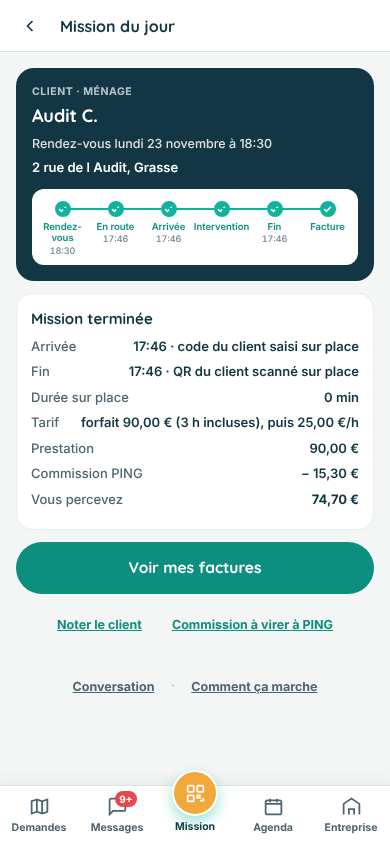 Mission du jour
CLIENT · MÉNAGE
Audit C.
Rendez-vous lundi 23 novembre à 18:30
2 rue de l Audit, Grasse
Rendez-vous
18:30
En route
17:46
Arrivée
17:46
Intervention
Fin
17:46
Facture
Mission terminée
Arrivée 17:46 · code du client saisi sur place
Fin 17:46 · QR du client scanné sur place
Durée sur place 0 min
Tarif forfait 90,00 € (3 h incluses), puis 25,00 €/h
Prestation 90,00 €
Commission PING – 15,30 €
Vous percevez 74,70 €
Voir mes factures
Noter le client Commission à virer à PING
Conversation · Comment ça marche
9+
Demandes Messages Mission Agenda Entreprise